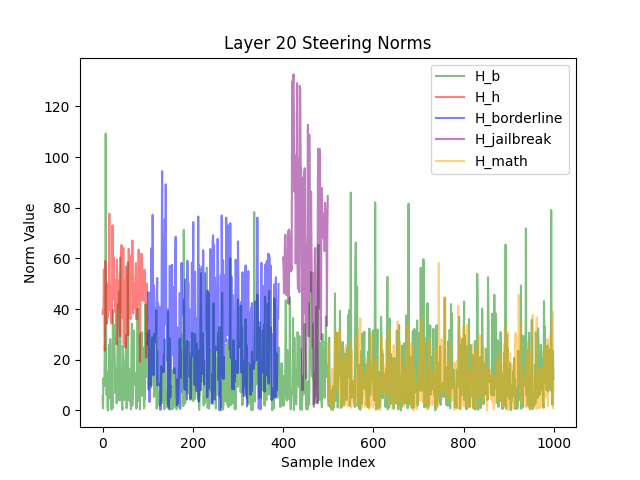 Layer 20 Steering Norms
H_b
H_h
H_borderline
H_jailbreak
H_math
Norm Value
120
100
80
60
40
20
0
0 200 400 600 800 1000
Sample Index